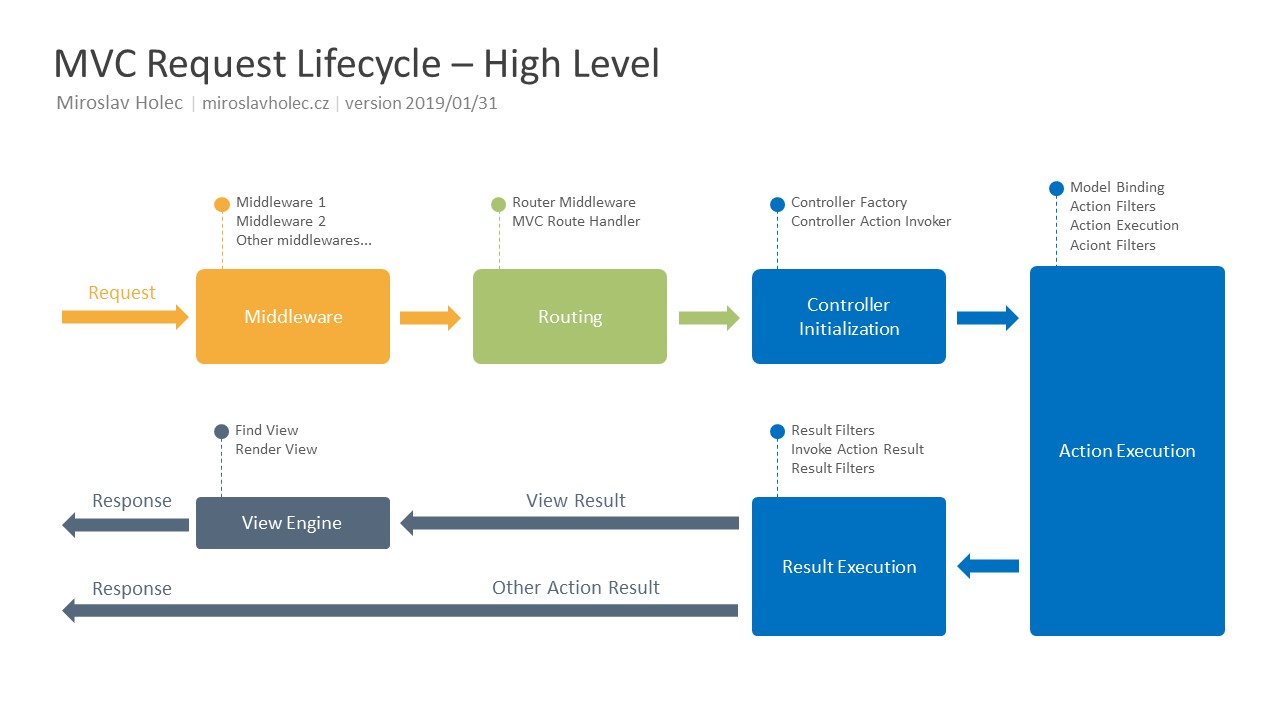 MVC Request Lifecycle – High Level
Miroslav Holec | miroslavholec.cz | version 2019/01/31
Middleware 1
Middleware 2
Other middlewares...
Router Middleware
MVC Route Handler
Controller Factory
Controller Action Invoker
Model Binding
Action Filters
Action Execution
Aciont Filters
Request
Middleware
Routing
Controller
Initialization
Action Execution
Find View
Render View
Result Filters
Invoke Action Result
Result Filters
Response
View Engine
View Result
Result Execution
Response
Other Action Result